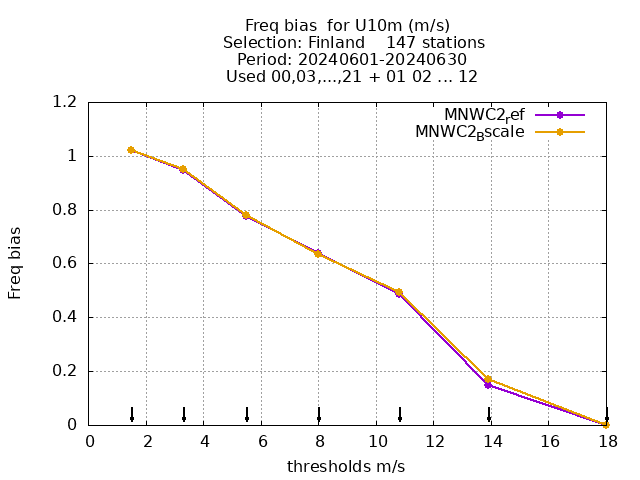 Freq bias  for U10m (m/s)
Selection: Finland    147 stations
Period: 20240601-20240630
Used 00,03,...,21 + 01 02 ... 12
MNWC2ref
MNWC2Bscale
1.2
1
0.8
0.6
0.4
0.2
0
Freq bias
0 2 4 6 8 10 12 14 16 18
thresholds m/s